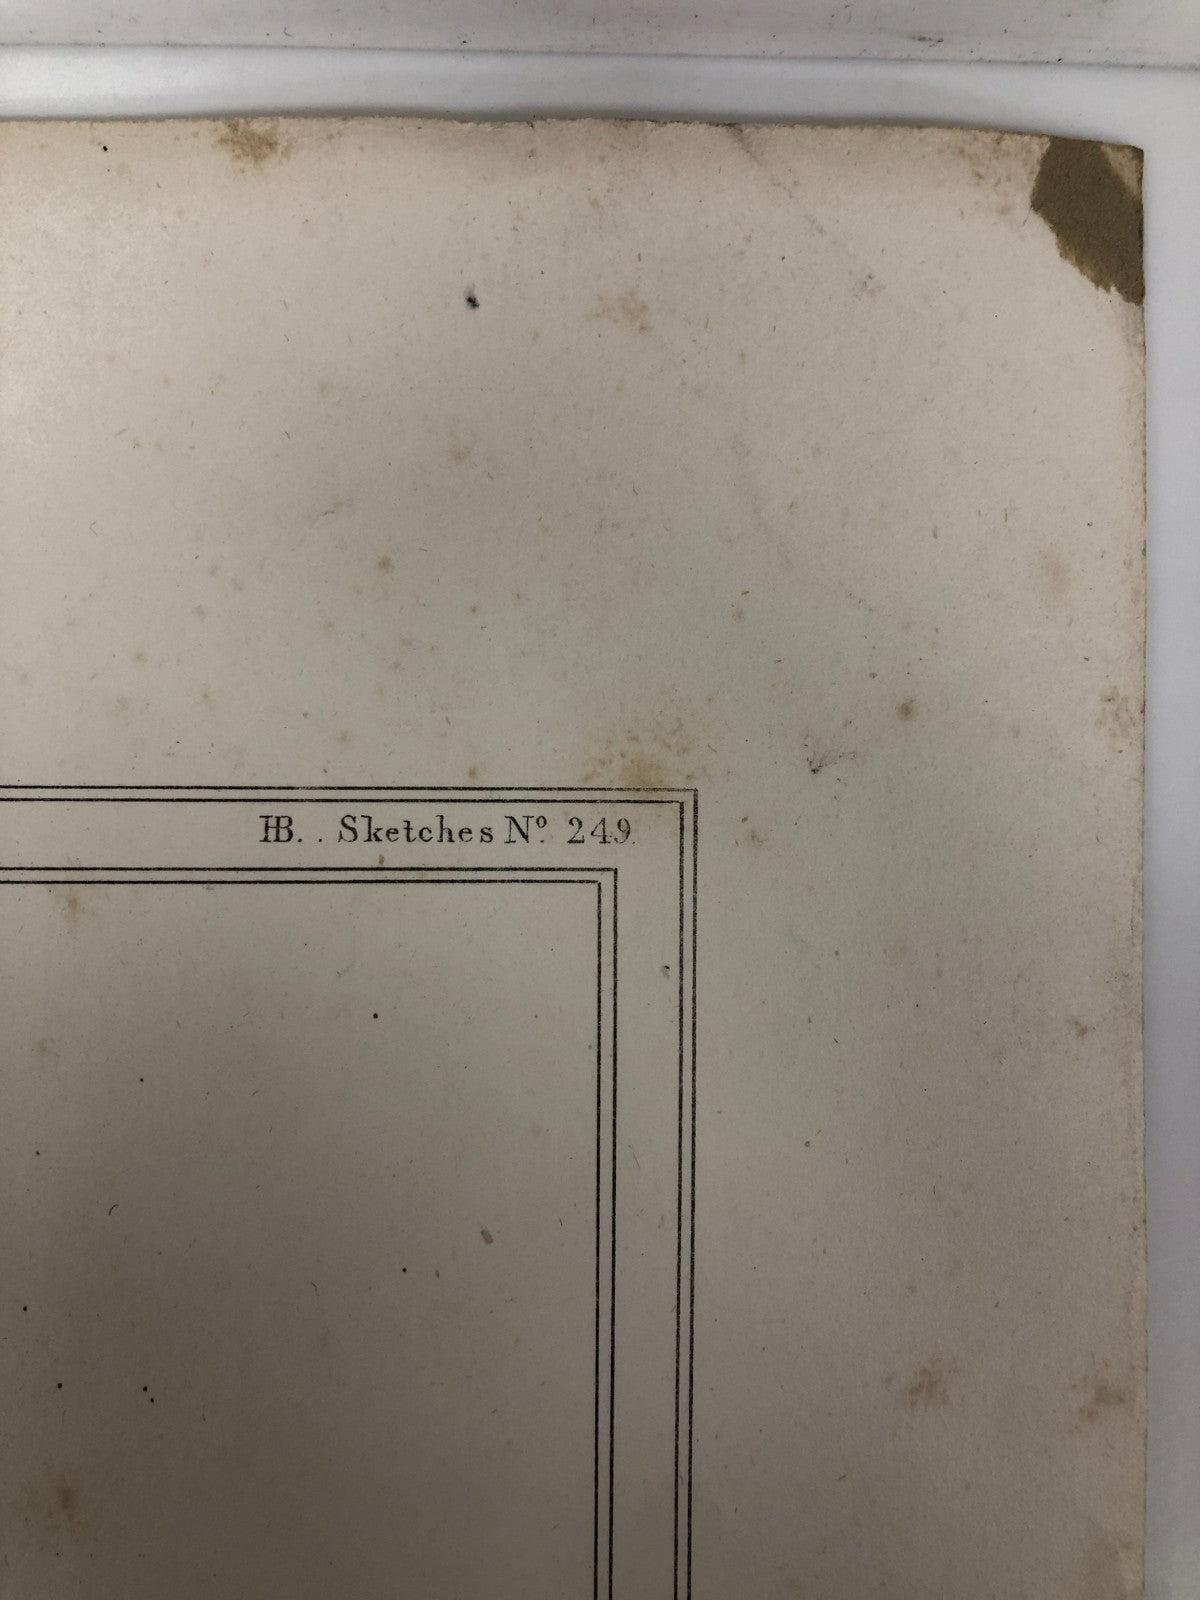 HB. . Sketches Nº. 249.